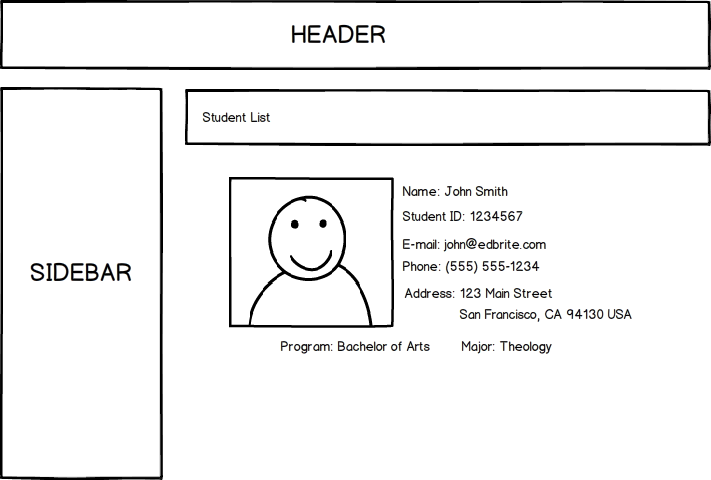 HEADER
SIDEBAR
Student List
Name: John Smith
Student ID: 1234567
E-mail: john@edbrite.com
Phone: (555) 555-1234
Address: 123 Main Street
San Francisco, CA 94130 USA
Program: Bachelor of Arts Major: Theology